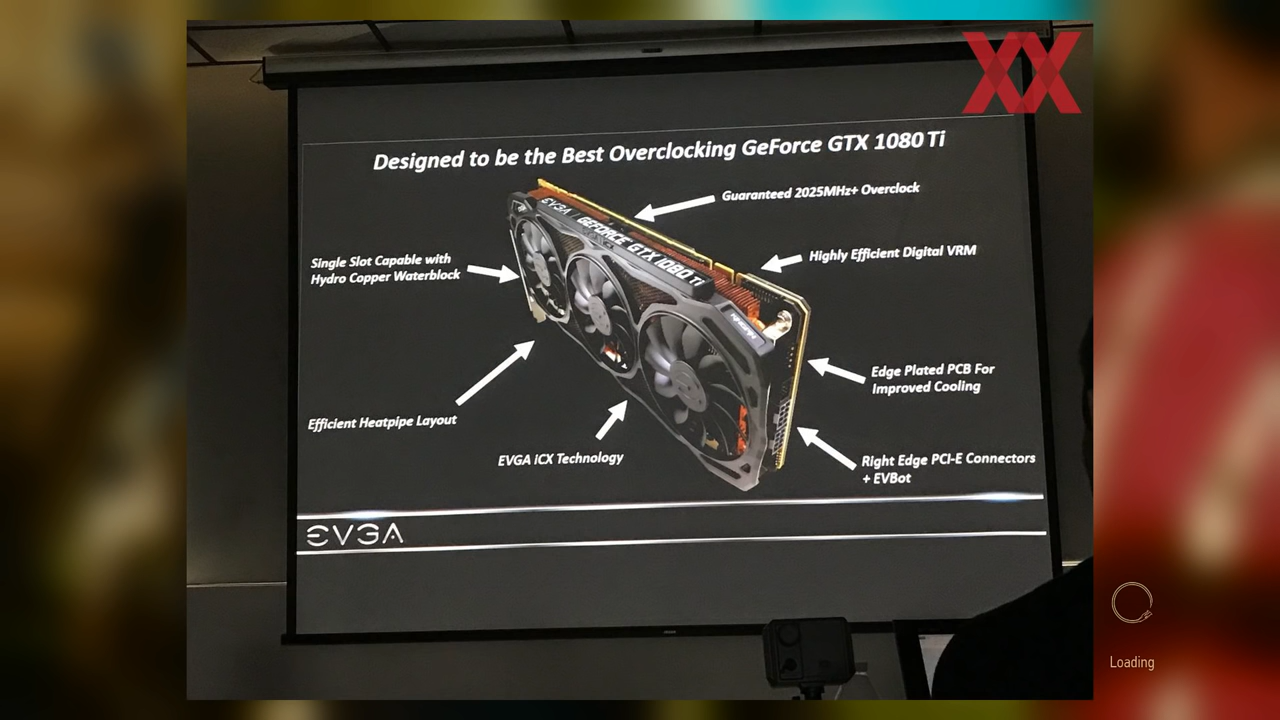 XX
Designed to be the Best Overclocking GeForce GTX 1080 Ti
Guaranteed 2025MHz+ Overclock
EVGA GEFORCE GTX 1080 Ti
Single Slot Capable with
Hydro Copper Waterblock
Highly Efficient Digital VRM
KINGPIN
Edge Plated PCB For
Improved Cooling
Efficient Heatpipe Layout
EVGA iCX Technology
Right Edge PCI-E Connectors
+ EVBot
EVGA
Loading